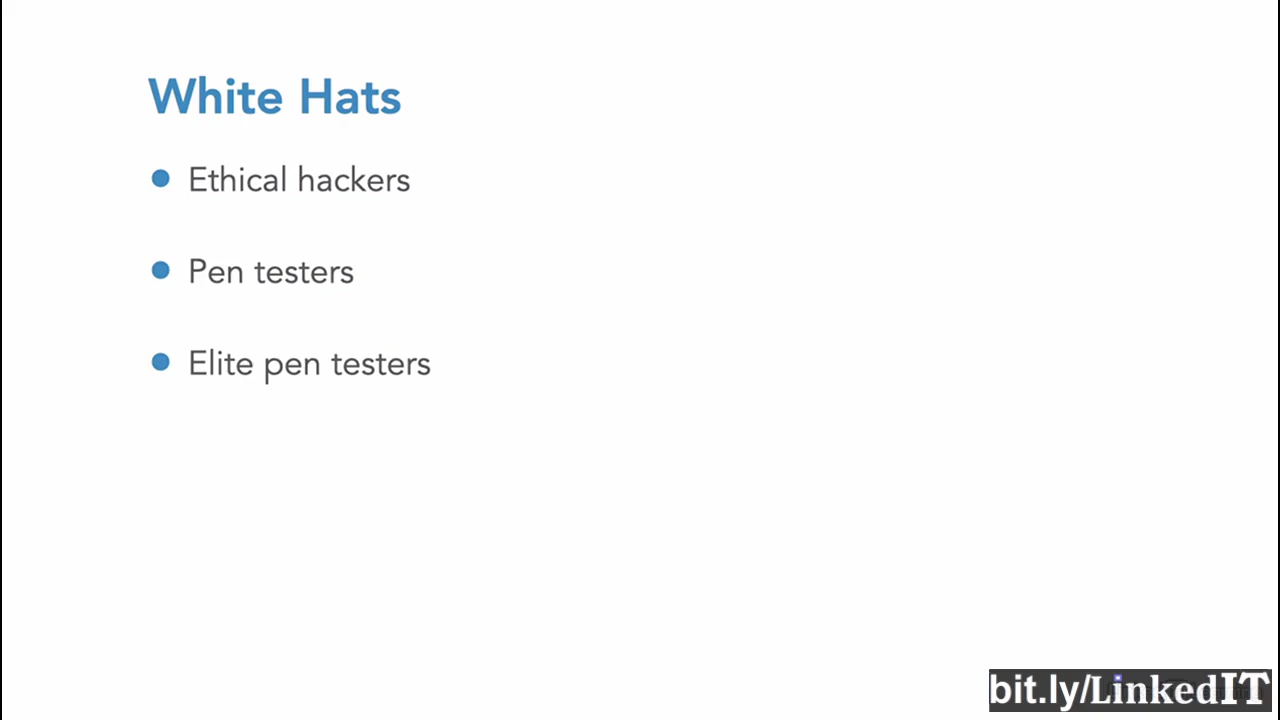 White Hats
Ethical hackers
Pen testers
Elite pen testers
bit.ly/LinkedIT